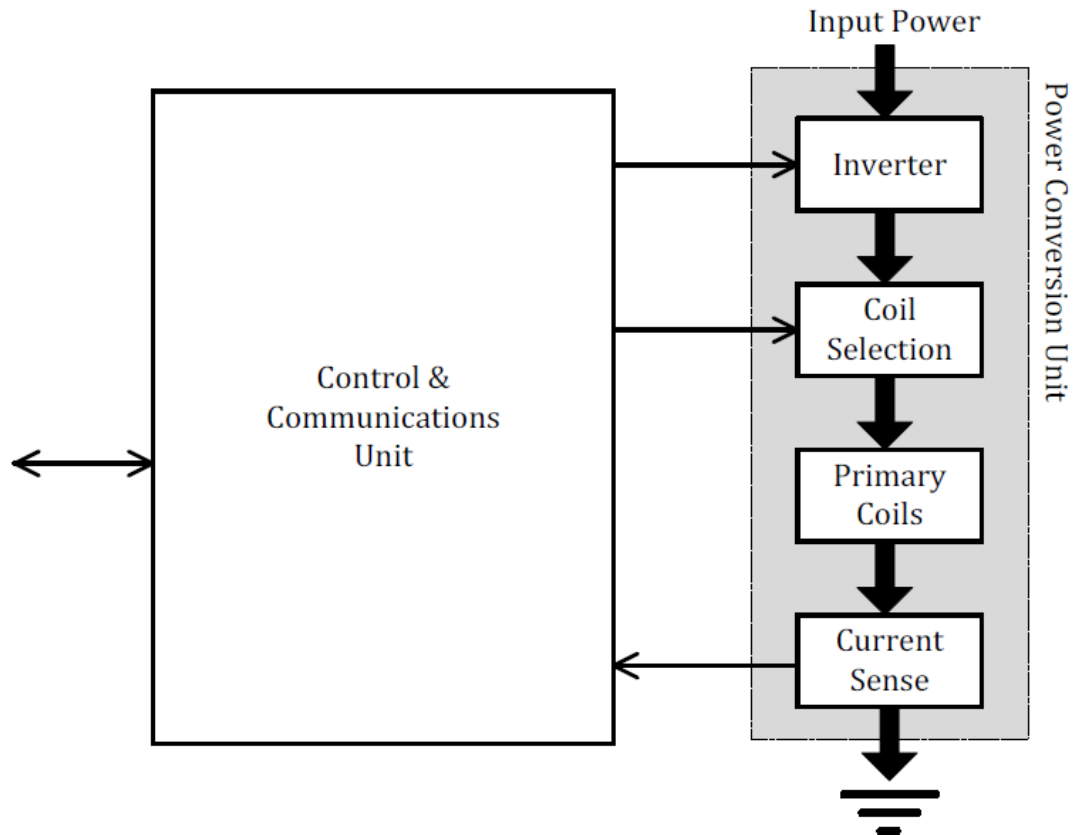 Input Power
Power Conversion Unit
Inverter
Coil
Selection
Control &
Communications
Unit
Primary
Coils
Current
Sense